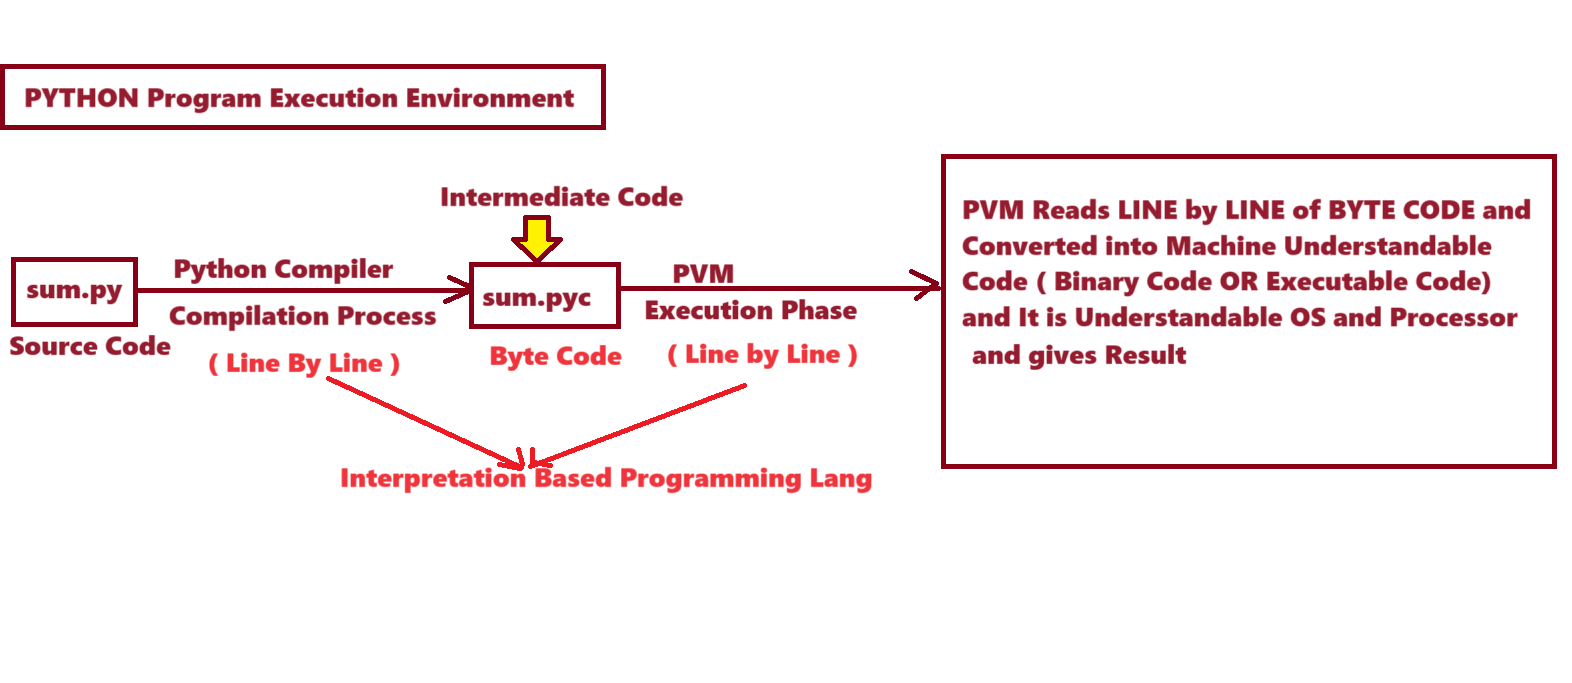 PYTHON Program Execution Environment
Intermediate Code
sum.py
Python Compiler
Compilation Process
Source Code
( Line By Line )
sum.pyc
Byte Code
PVM
Execution Phase
( Line by Line )
Interpretation Based Programming Lang
PVM Reads LINE by LINE of BYTE CODE and
Converted into Machine Understandable
Code ( Binary Code OR Executable Code)
and It is Understandable OS and Processor
and gives Result